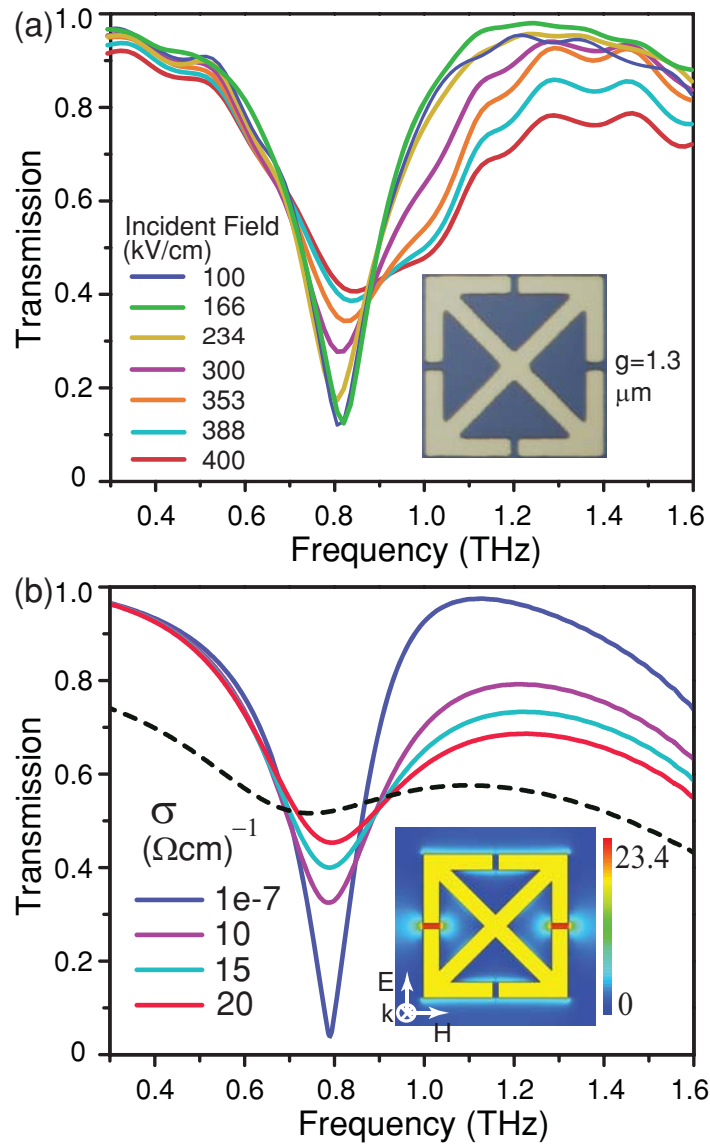 (a)
1.0
0.8
0.6
0.4
0.2
0
Transmission
Incident Field
(kV/cm)
100
166
234
300
353
388
400
g=1.3
μm
0.4 0.6 0.8 1.0 1.2 1.4 1.6
Frequency (THz)
(b)
1.0
0.8
0.6
0.4
0.2
0
Transmission
σ
(Ωcm)⁻¹
1e-7
10
15
20
23.4
0
E
k
H
0.4 0.6 0.8 1.0 1.2 1.4 1.6
Frequency (THz)